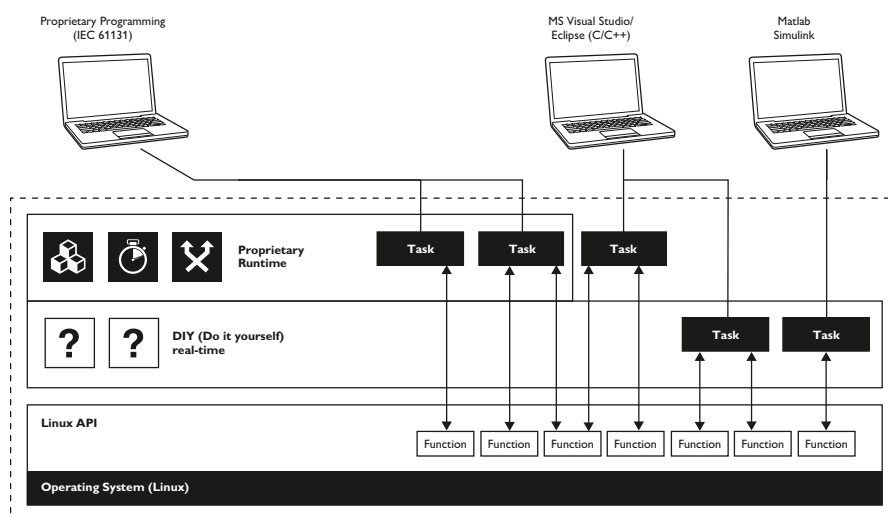 Proprietary Programming
(IEC 61131)
MS Visual Studio/
Eclipse (C/C++)
Matlab
Simulink
Proprietary
Runtime
Task
Task
Task
? ?
DIY (Do it yourself)
real-time
Task
Task
Linux API
Function
Function
Function
Function
Function
Function
Function
Operating System (Linux)